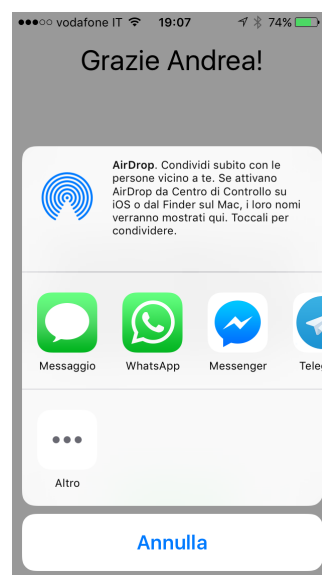 vodafone IT 19:07 74%
Grazie Andrea!
AirDrop. Condividi subito con le
persone vicino a te. Se attivano
AirDrop da Centro di Controllo su
iOS o dal Finder sul Mac, i loro nomi
verranno mostrati qui. Toccali per
condividere.
Messaggio WhatsApp Messenger Tele
Altro
Annulla